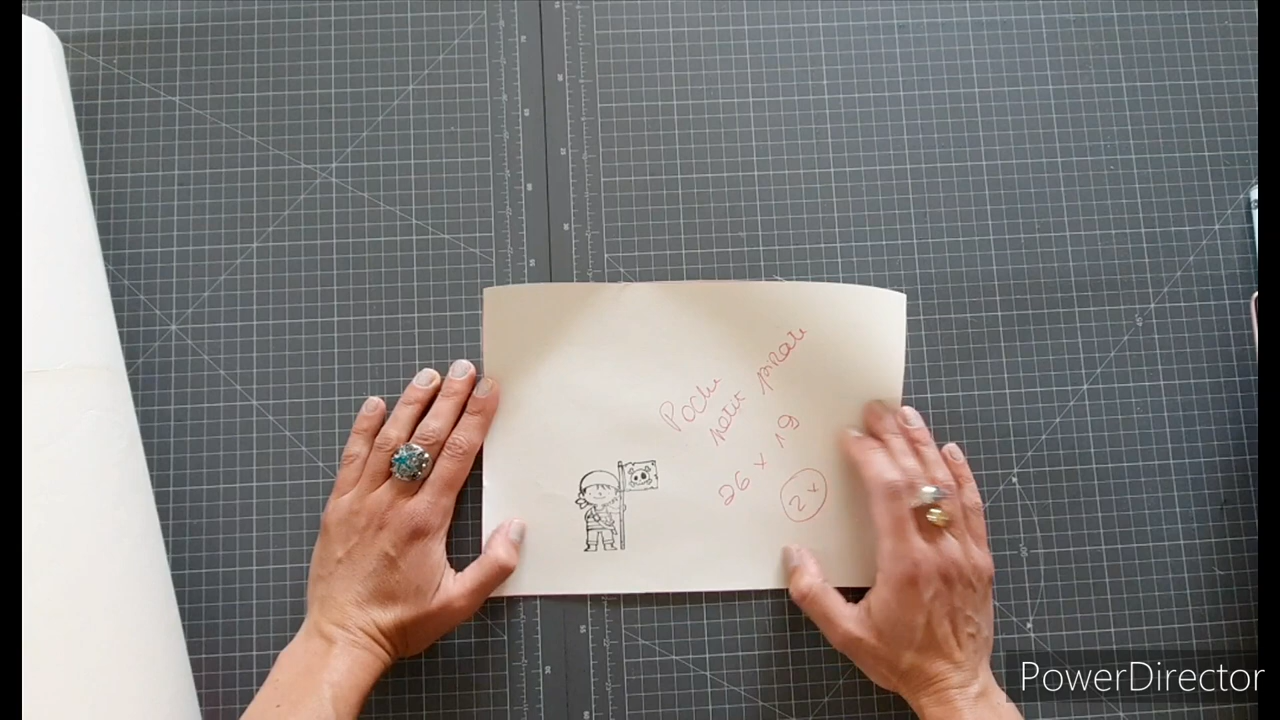 Poche
petit pirate
26 x 19
2x
PowerDirector